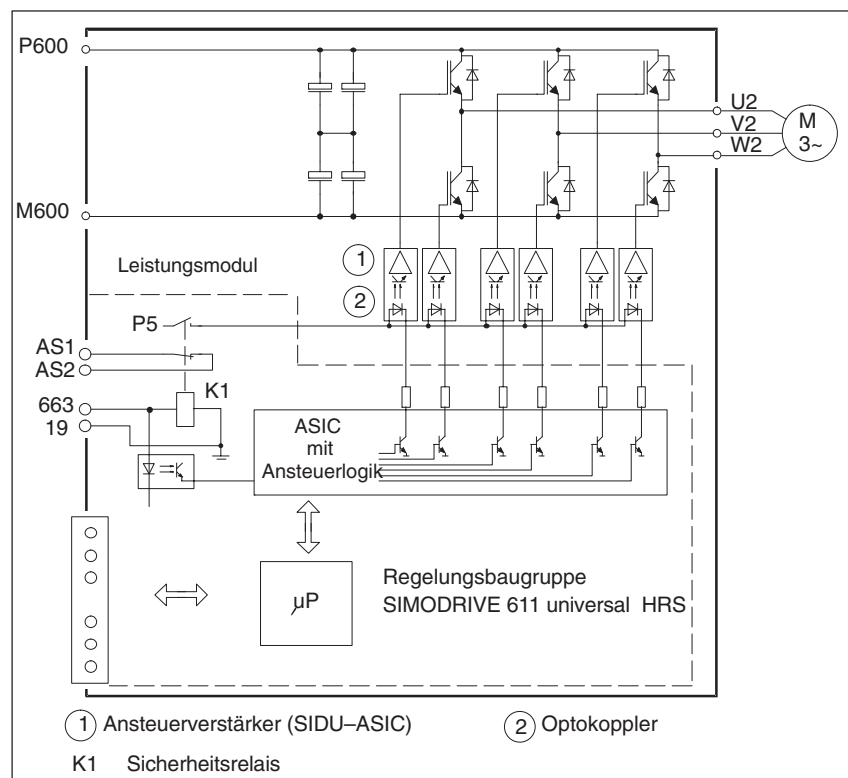 P600
U2
M
3~
V2
W2
M600
1
Leistungsmodul
2
P5
AS1
AS2
K1
663
19
ASIC
mit
Ansteuerlogik
µP
Regelungsbaugruppe
SIMODRIVE 611 universal HRS
1 Ansteuerverstärker (SIDU–ASIC)
2 Optokoppler
K1 Sicherheitsrelais